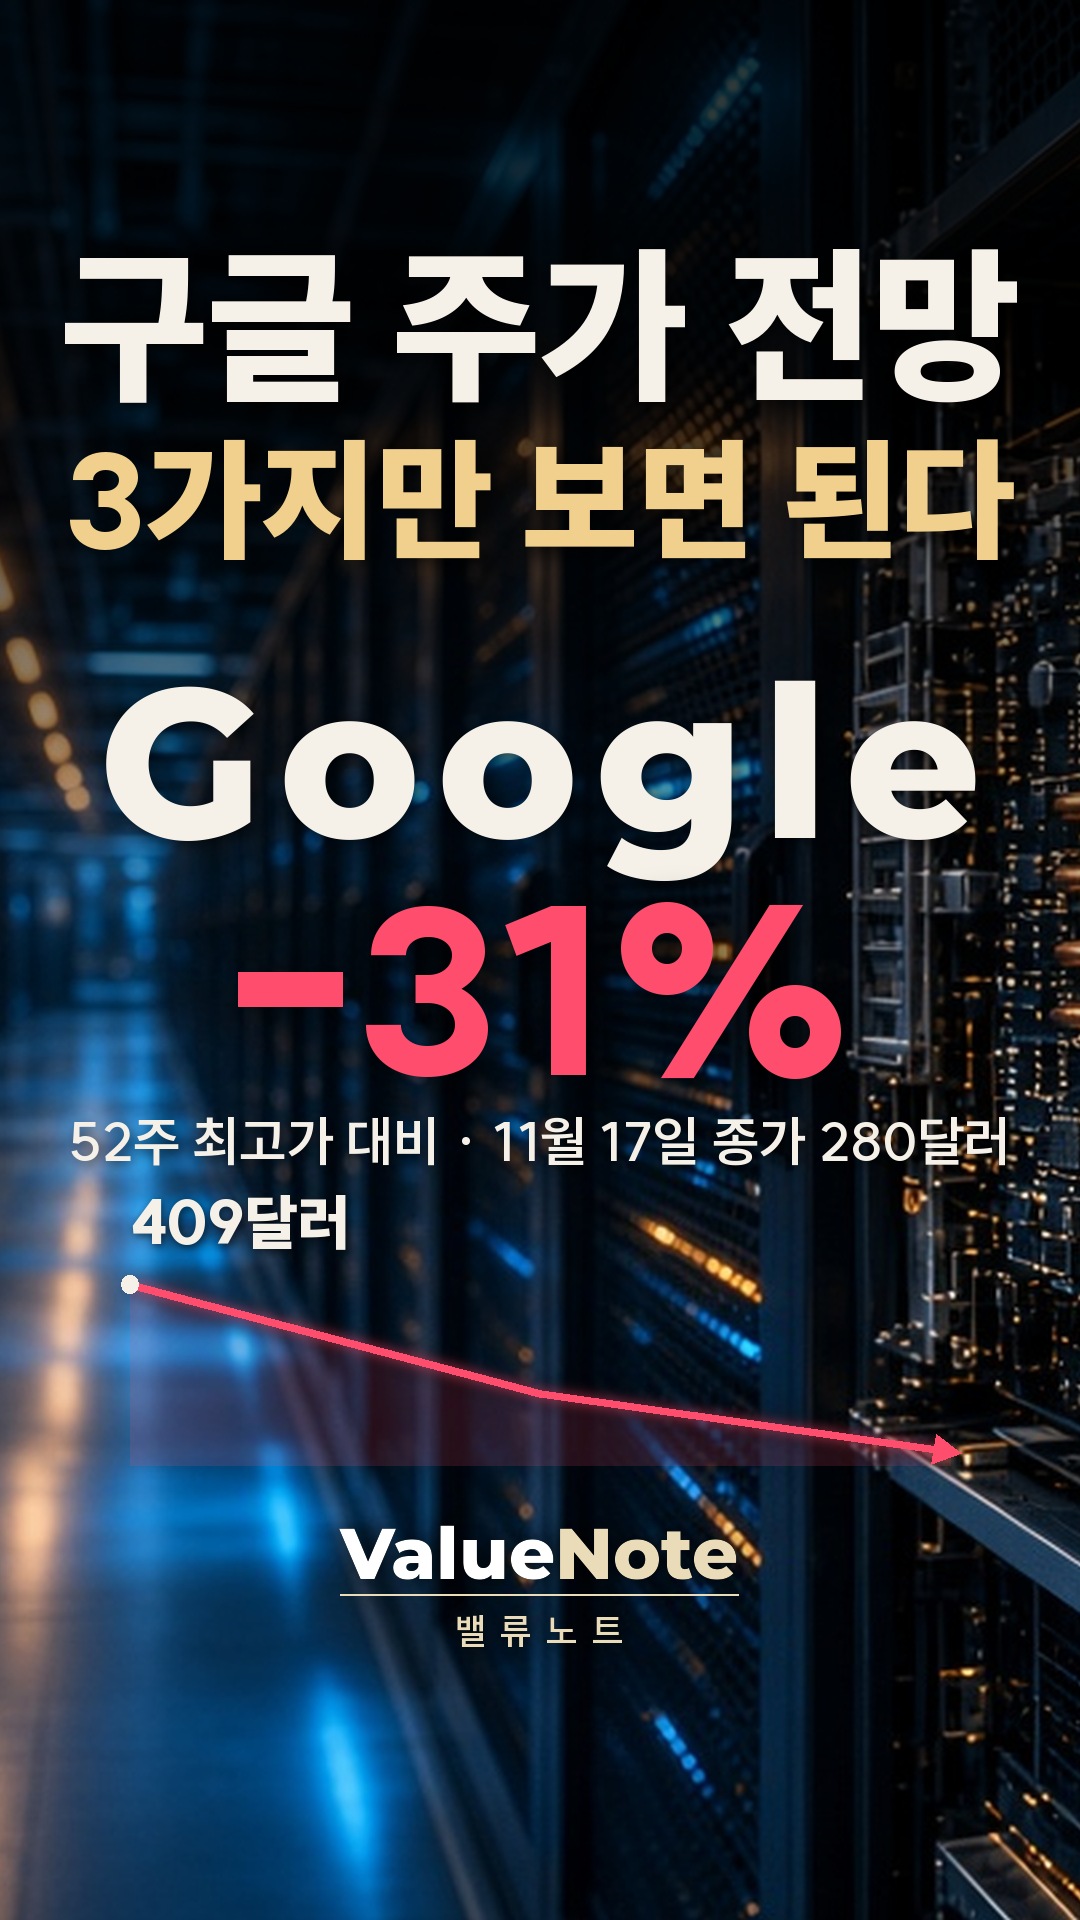 구글 주가 전망
3가지만 보면 된다
Google
-31%
52주 최고가 대비 · 11월 17일 종가 280달러
409달러
ValueNote
밸류노트